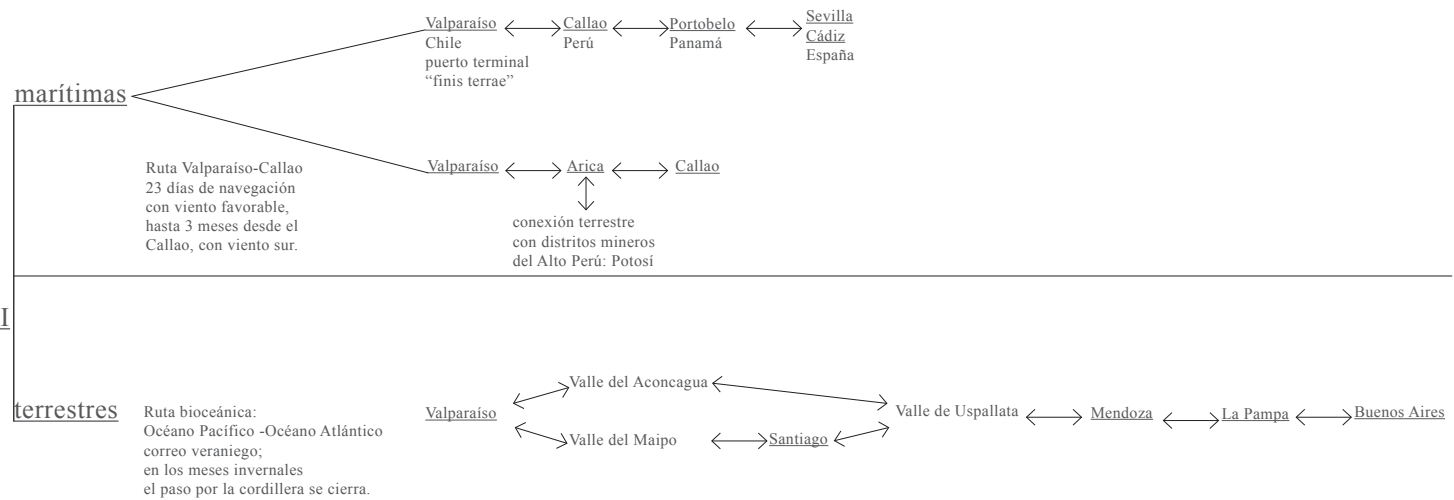 Valparaíso
Chile
puerto terminal
“finis terrae”
Callao
Perú
Portobelo
Panamá
Sevilla
Cádiz
España
marítimas
Ruta Valparaíso-Callao
23 días de navegación
con viento favorable,
hasta 3 meses desde el
Callao, con viento sur.
Valparaíso
Arica
Callao
conexión terrestre
con distritos mineros
del Alto Perú: Potosí
I
terrestres
Ruta bioceánica:
Océano Pacífico -Océano Atlántico
correo veraniego;
en los meses invernales
el paso por la cordillera se cierra.
Valparaíso
Valle del Aconcagua
Valle del Maipo
Santiago
Valle de Uspallata
Mendoza
La Pampa
Buenos Aires